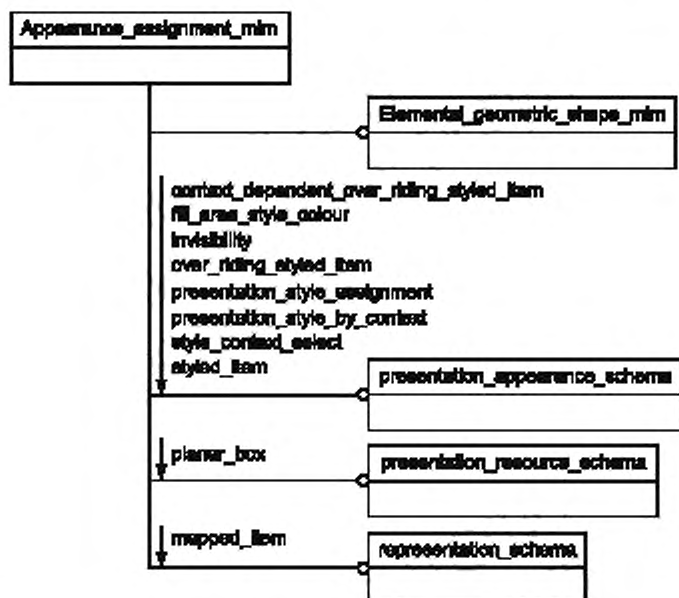 Appearance_assignment_mim
Elemental_geometric_shape_mim
context_dependent_over_riding_styled_item
fill_area_style_colour
invisibility
over_riding_styled_item
presentation_style_assignment
presentation_style_by_context
style_context_select
styled_item
presentation_appearance_schema
planar_box
presentation_resource_schema
mapped_item
representation_schema